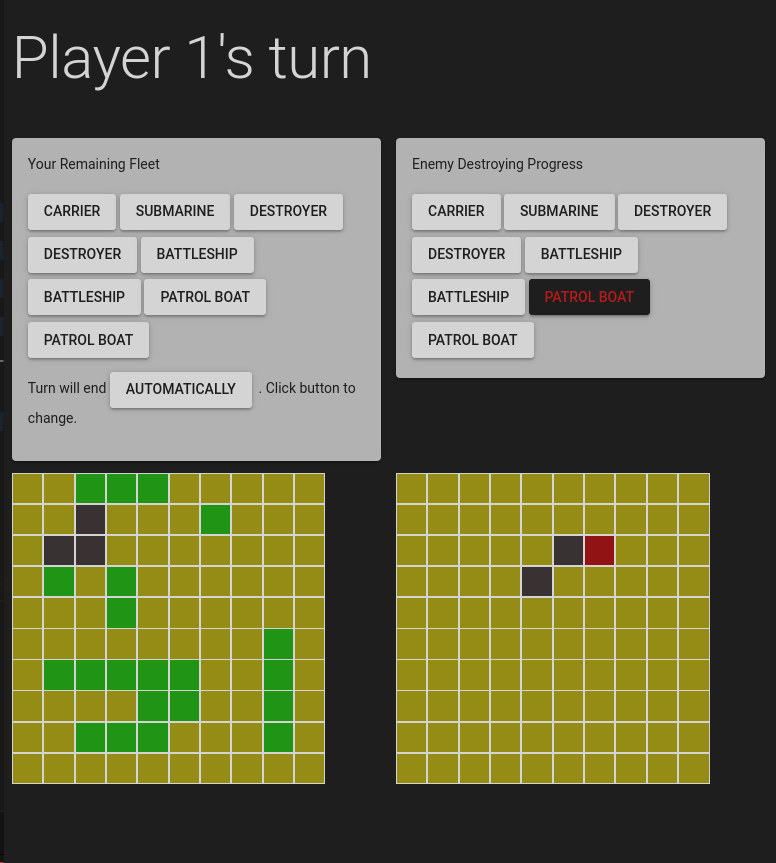 Player 1's turn
Your Remaining Fleet
CARRIER SUBMARINE DESTROYER
DESTROYER BATTLESHIP
BATTLESHIP PATROL BOAT
PATROL BOAT
Turn will end AUTOMATICALLY . Click button to
change.
Enemy Destroying Progress
CARRIER SUBMARINE DESTROYER
DESTROYER BATTLESHIP
BATTLESHIP PATROL BOAT
PATROL BOAT